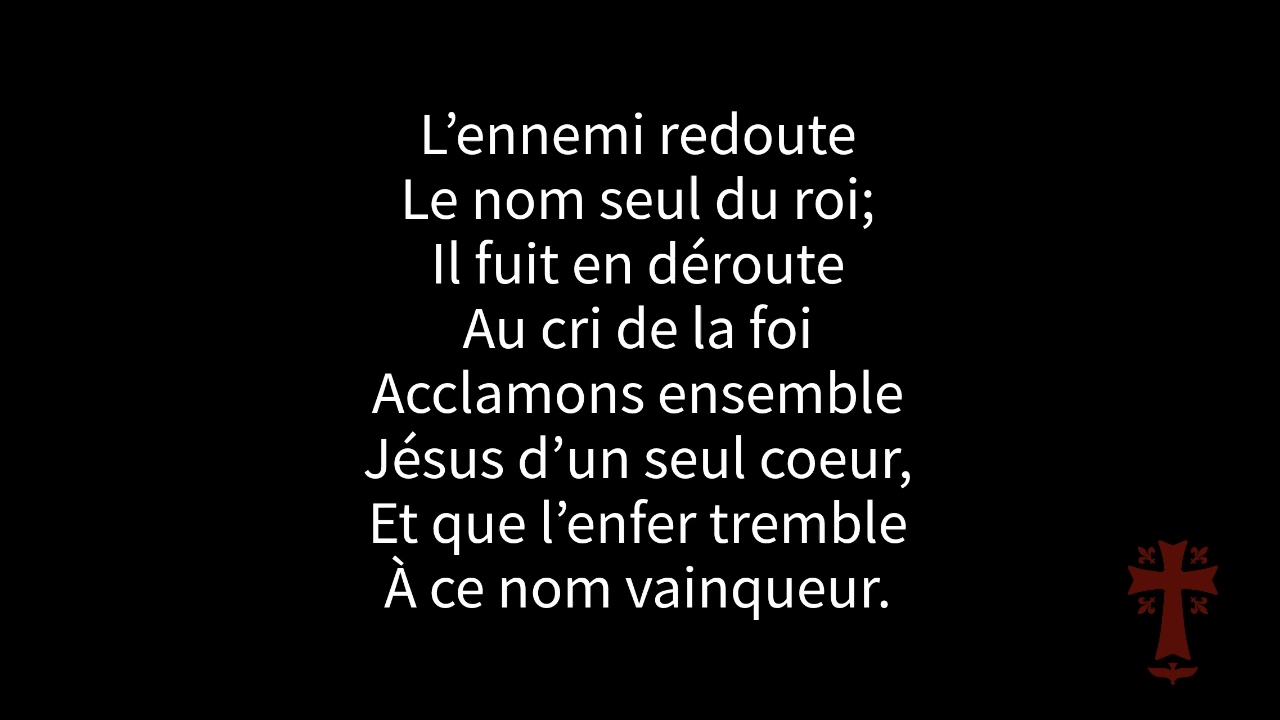 L’ennemi redoute
Le nom seul du roi;
Il fuit en déroute
Au cri de la foi
Acclamons ensemble
Jésus d’un seul coeur,
Et que l’enfer tremble
À ce nom vainqueur.